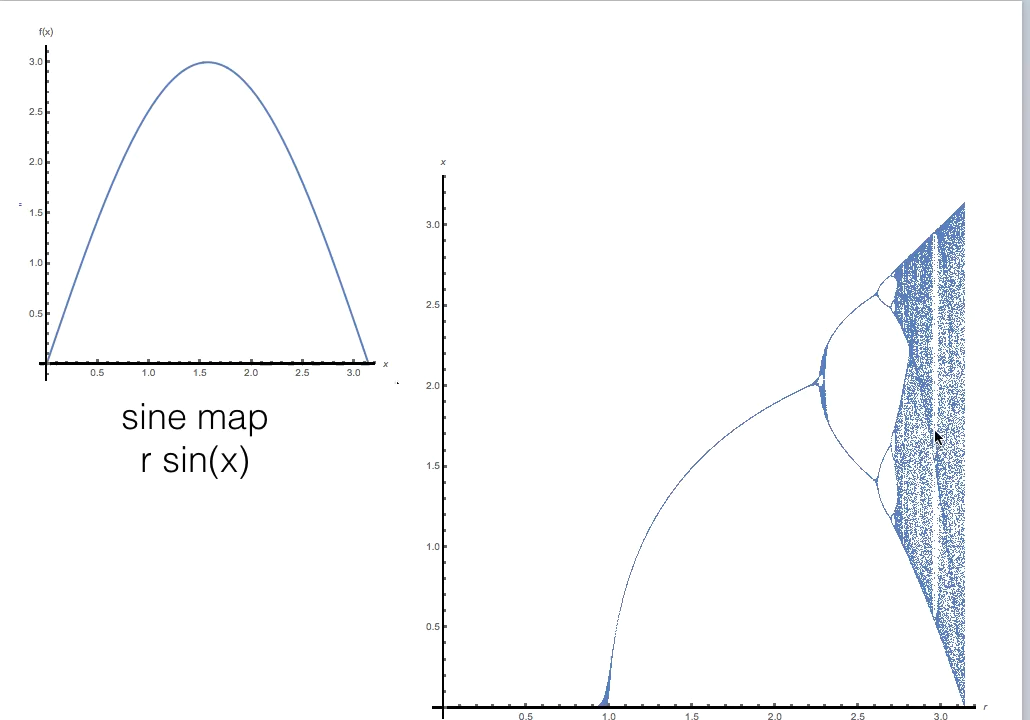 f(x)
3.0
2.5
2.0
1.5
1.0
0.5
0.5 1.0 1.5 2.0 2.5 3.0 x
sine map
r sin(x)
x
3.0
2.5
2.0
1.5
1.0
0.5
0.5 1.0 1.5 2.0 2.5 3.0 r